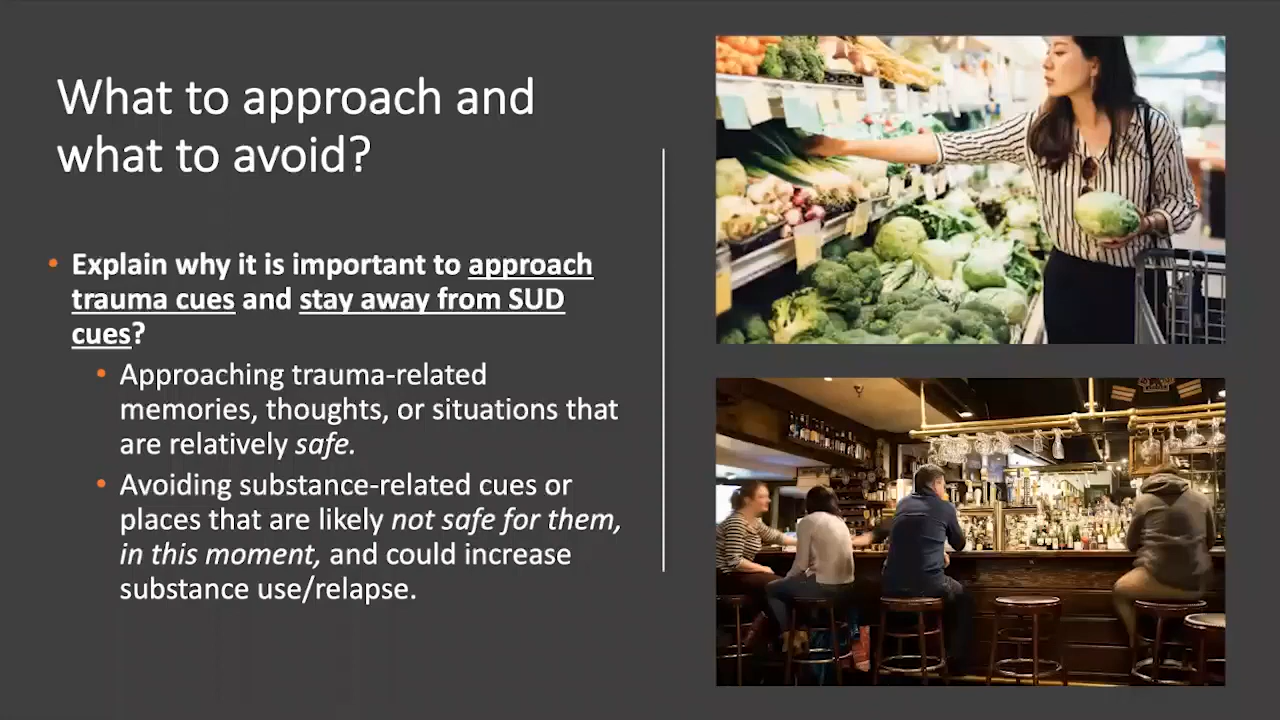 What to approach and
what to avoid?
• Explain why it is important to approach
trauma cues and stay away from SUD
cues?
• Approaching trauma-related
memories, thoughts, or situations that
are relatively safe.
• Avoiding substance-related cues or
places that are likely not safe for them,
in this moment, and could increase
substance use/relapse.